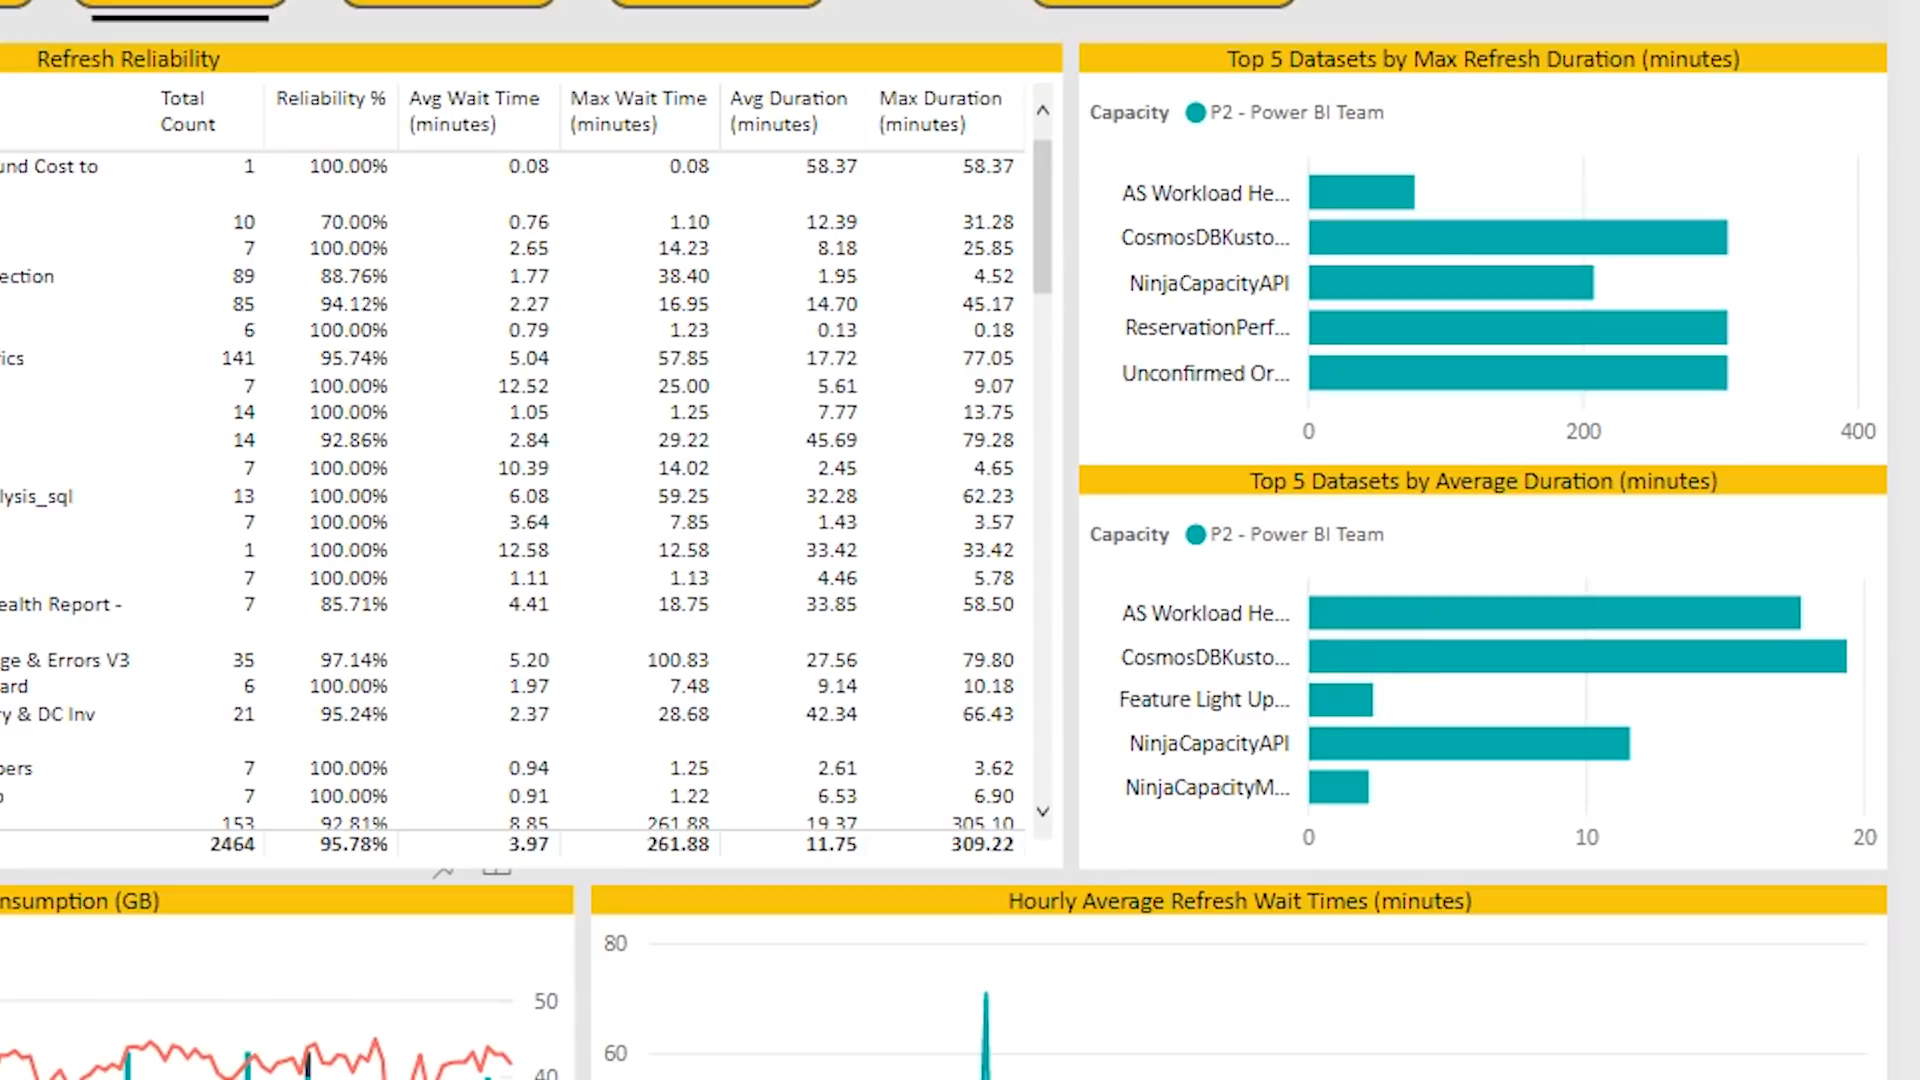 Refresh Reliability
Total Count Reliability % Avg Wait Time (minutes) Max Wait Time (minutes) Avg Duration (minutes) Max Duration (minutes)
und Cost to 1 100.00% 0.08 0.08 58.37 58.37
10 70.00% 0.76 1.10 12.39 31.28
7 100.00% 2.65 14.23 8.18 25.85
ection 89 88.76% 1.77 38.40 1.95 4.52
85 94.12% 2.27 16.95 14.70 45.17
6 100.00% 0.79 1.23 0.13 0.18
ics 141 95.74% 5.04 57.85 17.72 77.05
7 100.00% 12.52 25.00 5.61 9.07
14 100.00% 1.05 1.25 7.77 13.75
14 92.86% 2.84 29.22 45.69 79.28
7 100.00% 10.39 14.02 2.45 4.65
lysis_sql 13 100.00% 6.08 59.25 32.28 62.23
7 100.00% 3.64 7.85 1.43 3.57
1 100.00% 12.58 12.58 33.42 33.42
7 100.00% 1.11 1.13 4.46 5.78
ealth Report - 7 85.71% 4.41 18.75 33.85 58.50
ge & Errors V3 35 97.14% 5.20 100.83 27.56 79.80
ard 6 100.00% 1.97 7.48 9.14 10.18
y & DC Inv 21 95.24% 2.37 28.68 42.34 66.43
bers 7 100.00% 0.94 1.25 2.61 3.62
7 100.00% 0.91 1.22 6.53 6.90
153 92.81% 8.85 261.88 19.37 305.10
2464 95.78% 3.97 261.88 11.75 309.22
Top 5 Datasets by Max Refresh Duration (minutes)
Capacity P2 - Power BI Team
AS Workload He...
CosmosDBKusto...
NinjaCapacityAPI
ReservationPerf...
Unconfirmed Or...
0 200 400
Top 5 Datasets by Average Duration (minutes)
Capacity P2 - Power BI Team
AS Workload He...
CosmosDBKusto...
Feature Light Up...
NinjaCapacityAPI
NinjaCapacityM...
0 10 20
nsumption (GB)
50
40
Hourly Average Refresh Wait Times (minutes)
80
60